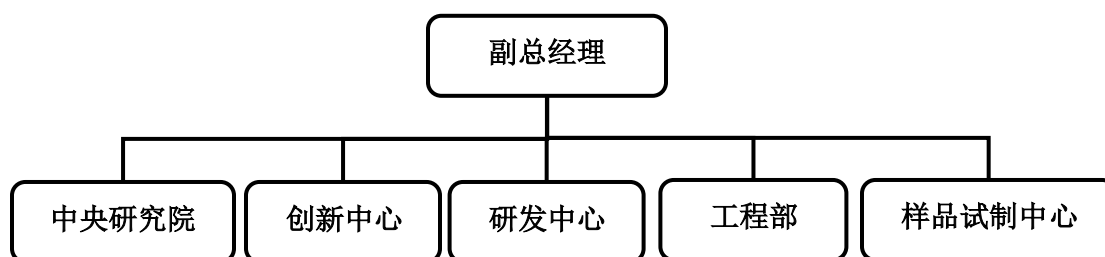 副总经理
中央研究院
创新中心
研发中心
工程部
样品试制中心